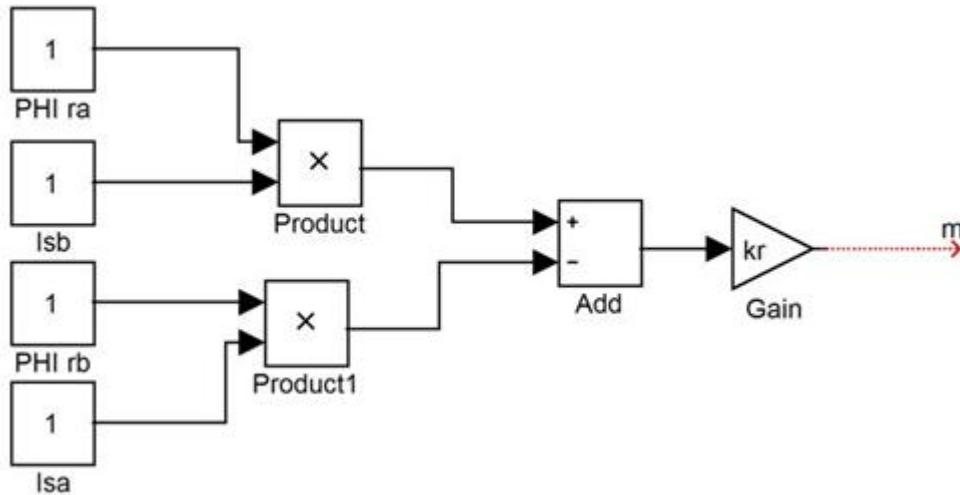 1
PHI ra
1
Isb
×
Product
1
PHI rb
1
Isa
×
Product1
+
−
Add
kr
Gain
m